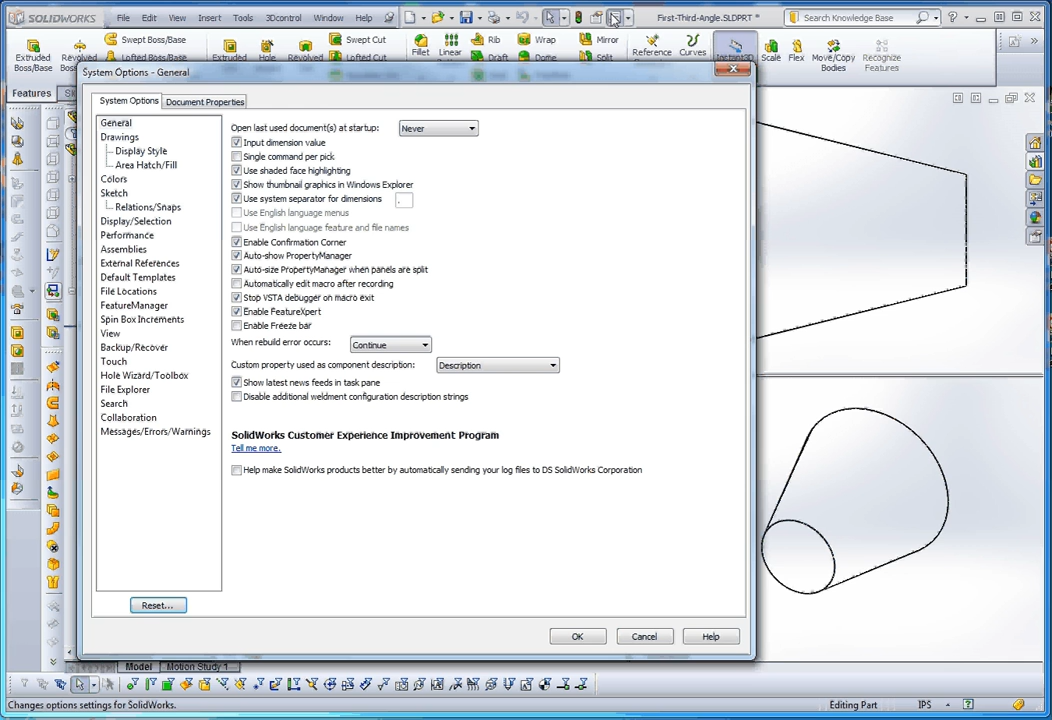 SOLIDWORKS File Edit View Insert Tools 3Dcontrol Window Help First-Third-Angle.SLDPRT * Search Knowledge Base
Extruded Boss/Base
Swept Boss/Base
Lofted Boss/Base
Extruded
Hole
Revolved
Swept Cut
Lofted Cut
Fillet
Linear
Rib
Draft
Wrap
Mirror
Split
Reference
Curves
Instant3D
Scale
Flex
Move/Copy Bodies
Recognize Features
Features
System Options - General
System Options Document Properties
General
Drawings
Display Style
Area Hatch/Fill
Colors
Sketch
Relations/Snaps
Display/Selection
Performance
Assemblies
External References
Default Templates
File Locations
FeatureManager
Spin Box Increments
View
Backup/Recover
Touch
Hole Wizard/Toolbox
File Explorer
Search
Collaboration
Messages/Errors/Warnings
Reset...
Open last used document(s) at startup: Never
Input dimension value
Single command per pick
Use shaded face highlighting
Show thumbnail graphics in Windows Explorer
Use system separator for dimensions .
Use English language menus
Use English language feature and file names
Enable Confirmation Corner
Auto-show PropertyManager
Auto-size PropertyManager when panels are split
Automatically edit macro after recording
Stop VSTA debugger on macro exit
Enable FeatureXpert
Enable Freeze bar
When rebuild error occurs: Continue
Custom property used as component description: Description
Show latest news feeds in task pane
Disable additional weldment configuration description strings
SolidWorks Customer Experience Improvement Program
Tell me more.
Help make SolidWorks products better by automatically sending your log files to DS SolidWorks Corporation
OK Cancel Help
Model Motion Study 1
Changes options settings for SolidWorks. Editing Part IPS